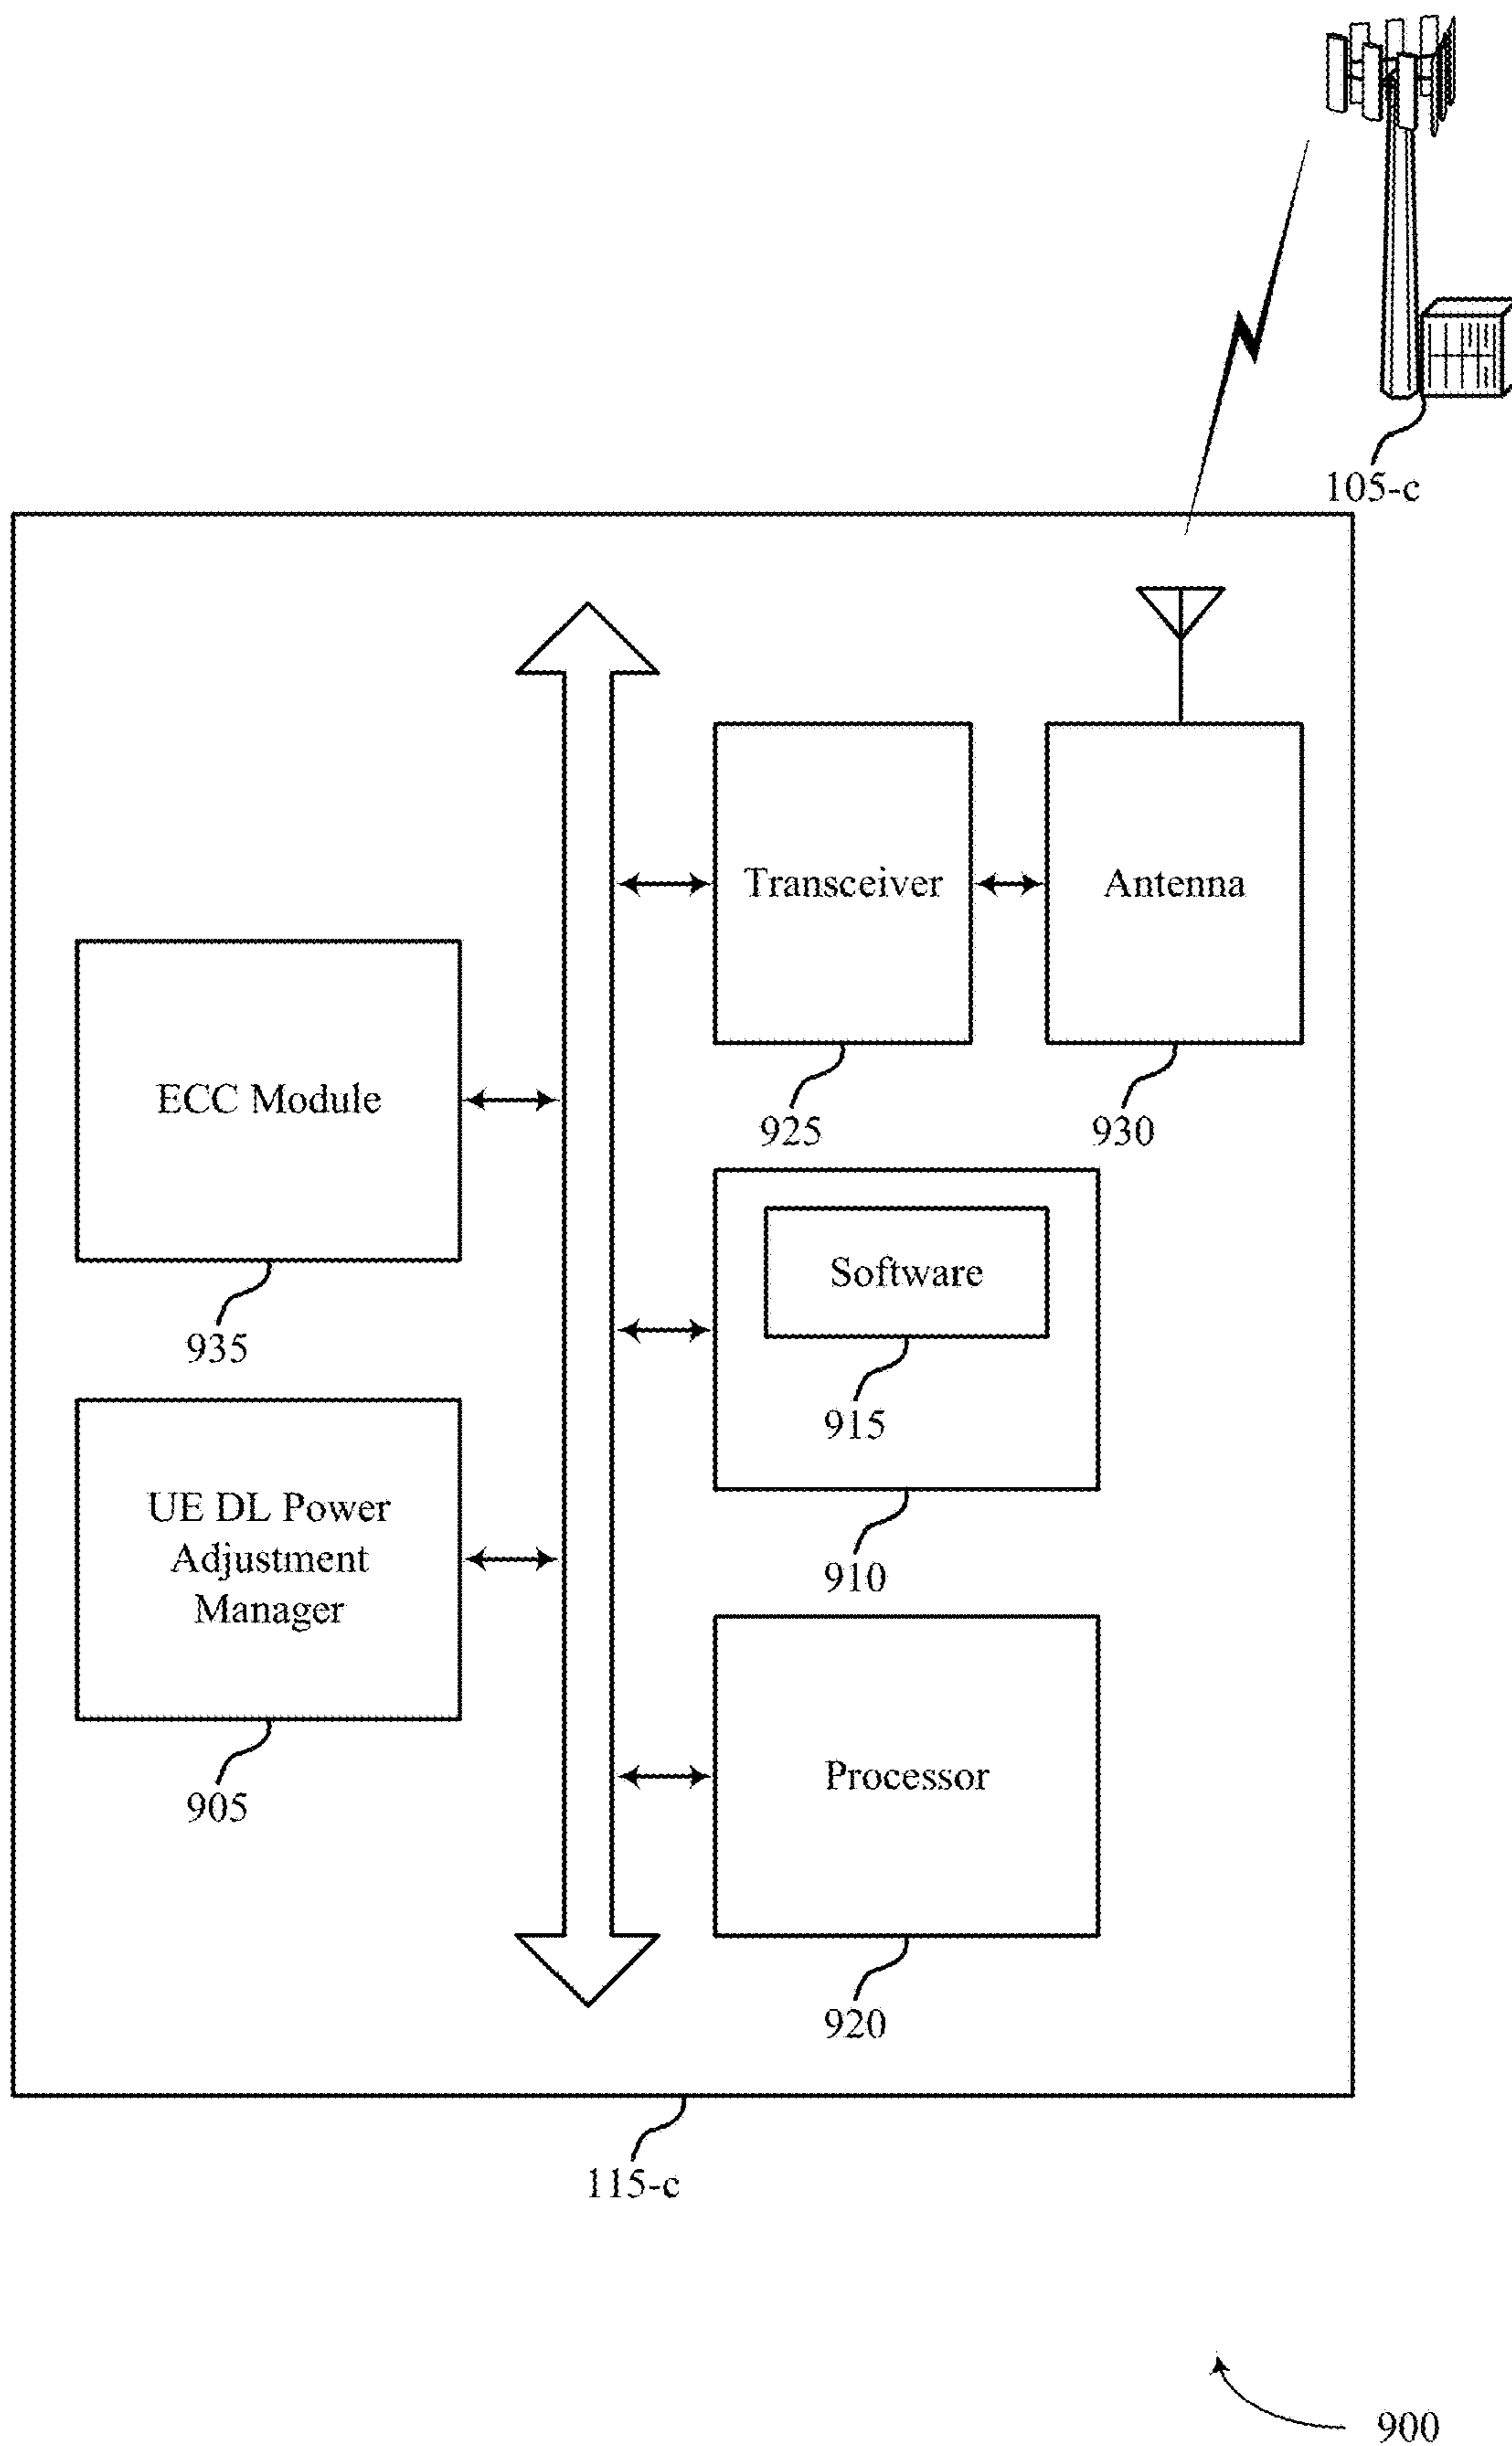 105-c
Transceiver
Antenna
925
930
ECC Module
935
Software
915
910
UE DL Power
Adjustment
Manager
905
Processor
920
115-c
900